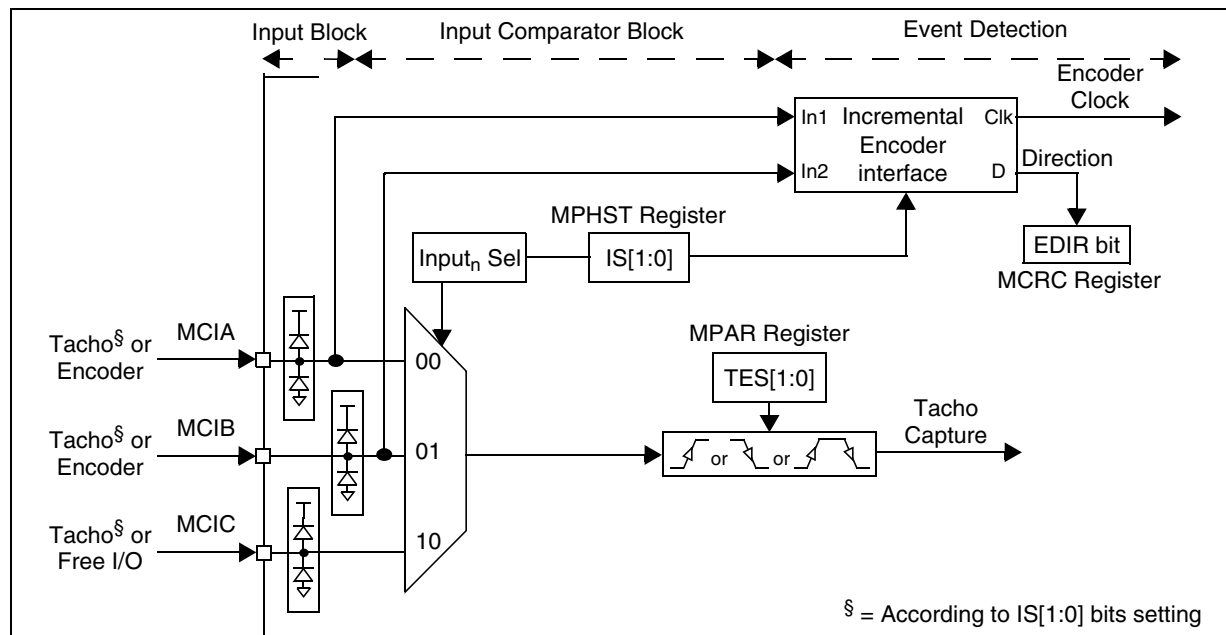 Input Block
Input Comparator Block
Event Detection
Encoder
Clock
In1
Incremental
Encoder
interface
Clk
In2
D
Direction
MPHST Register
Inputn Sel
IS[1:0]
EDIR bit
MCRC Register
Tacho§ or
Encoder
MCIA
00
MPAR Register
TES[1:0]
Tacho§ or
Encoder
MCIB
01
or
or
Tacho
Capture
Tacho§ or
Free I/O
MCIC
10
§ = According to IS[1:0] bits setting